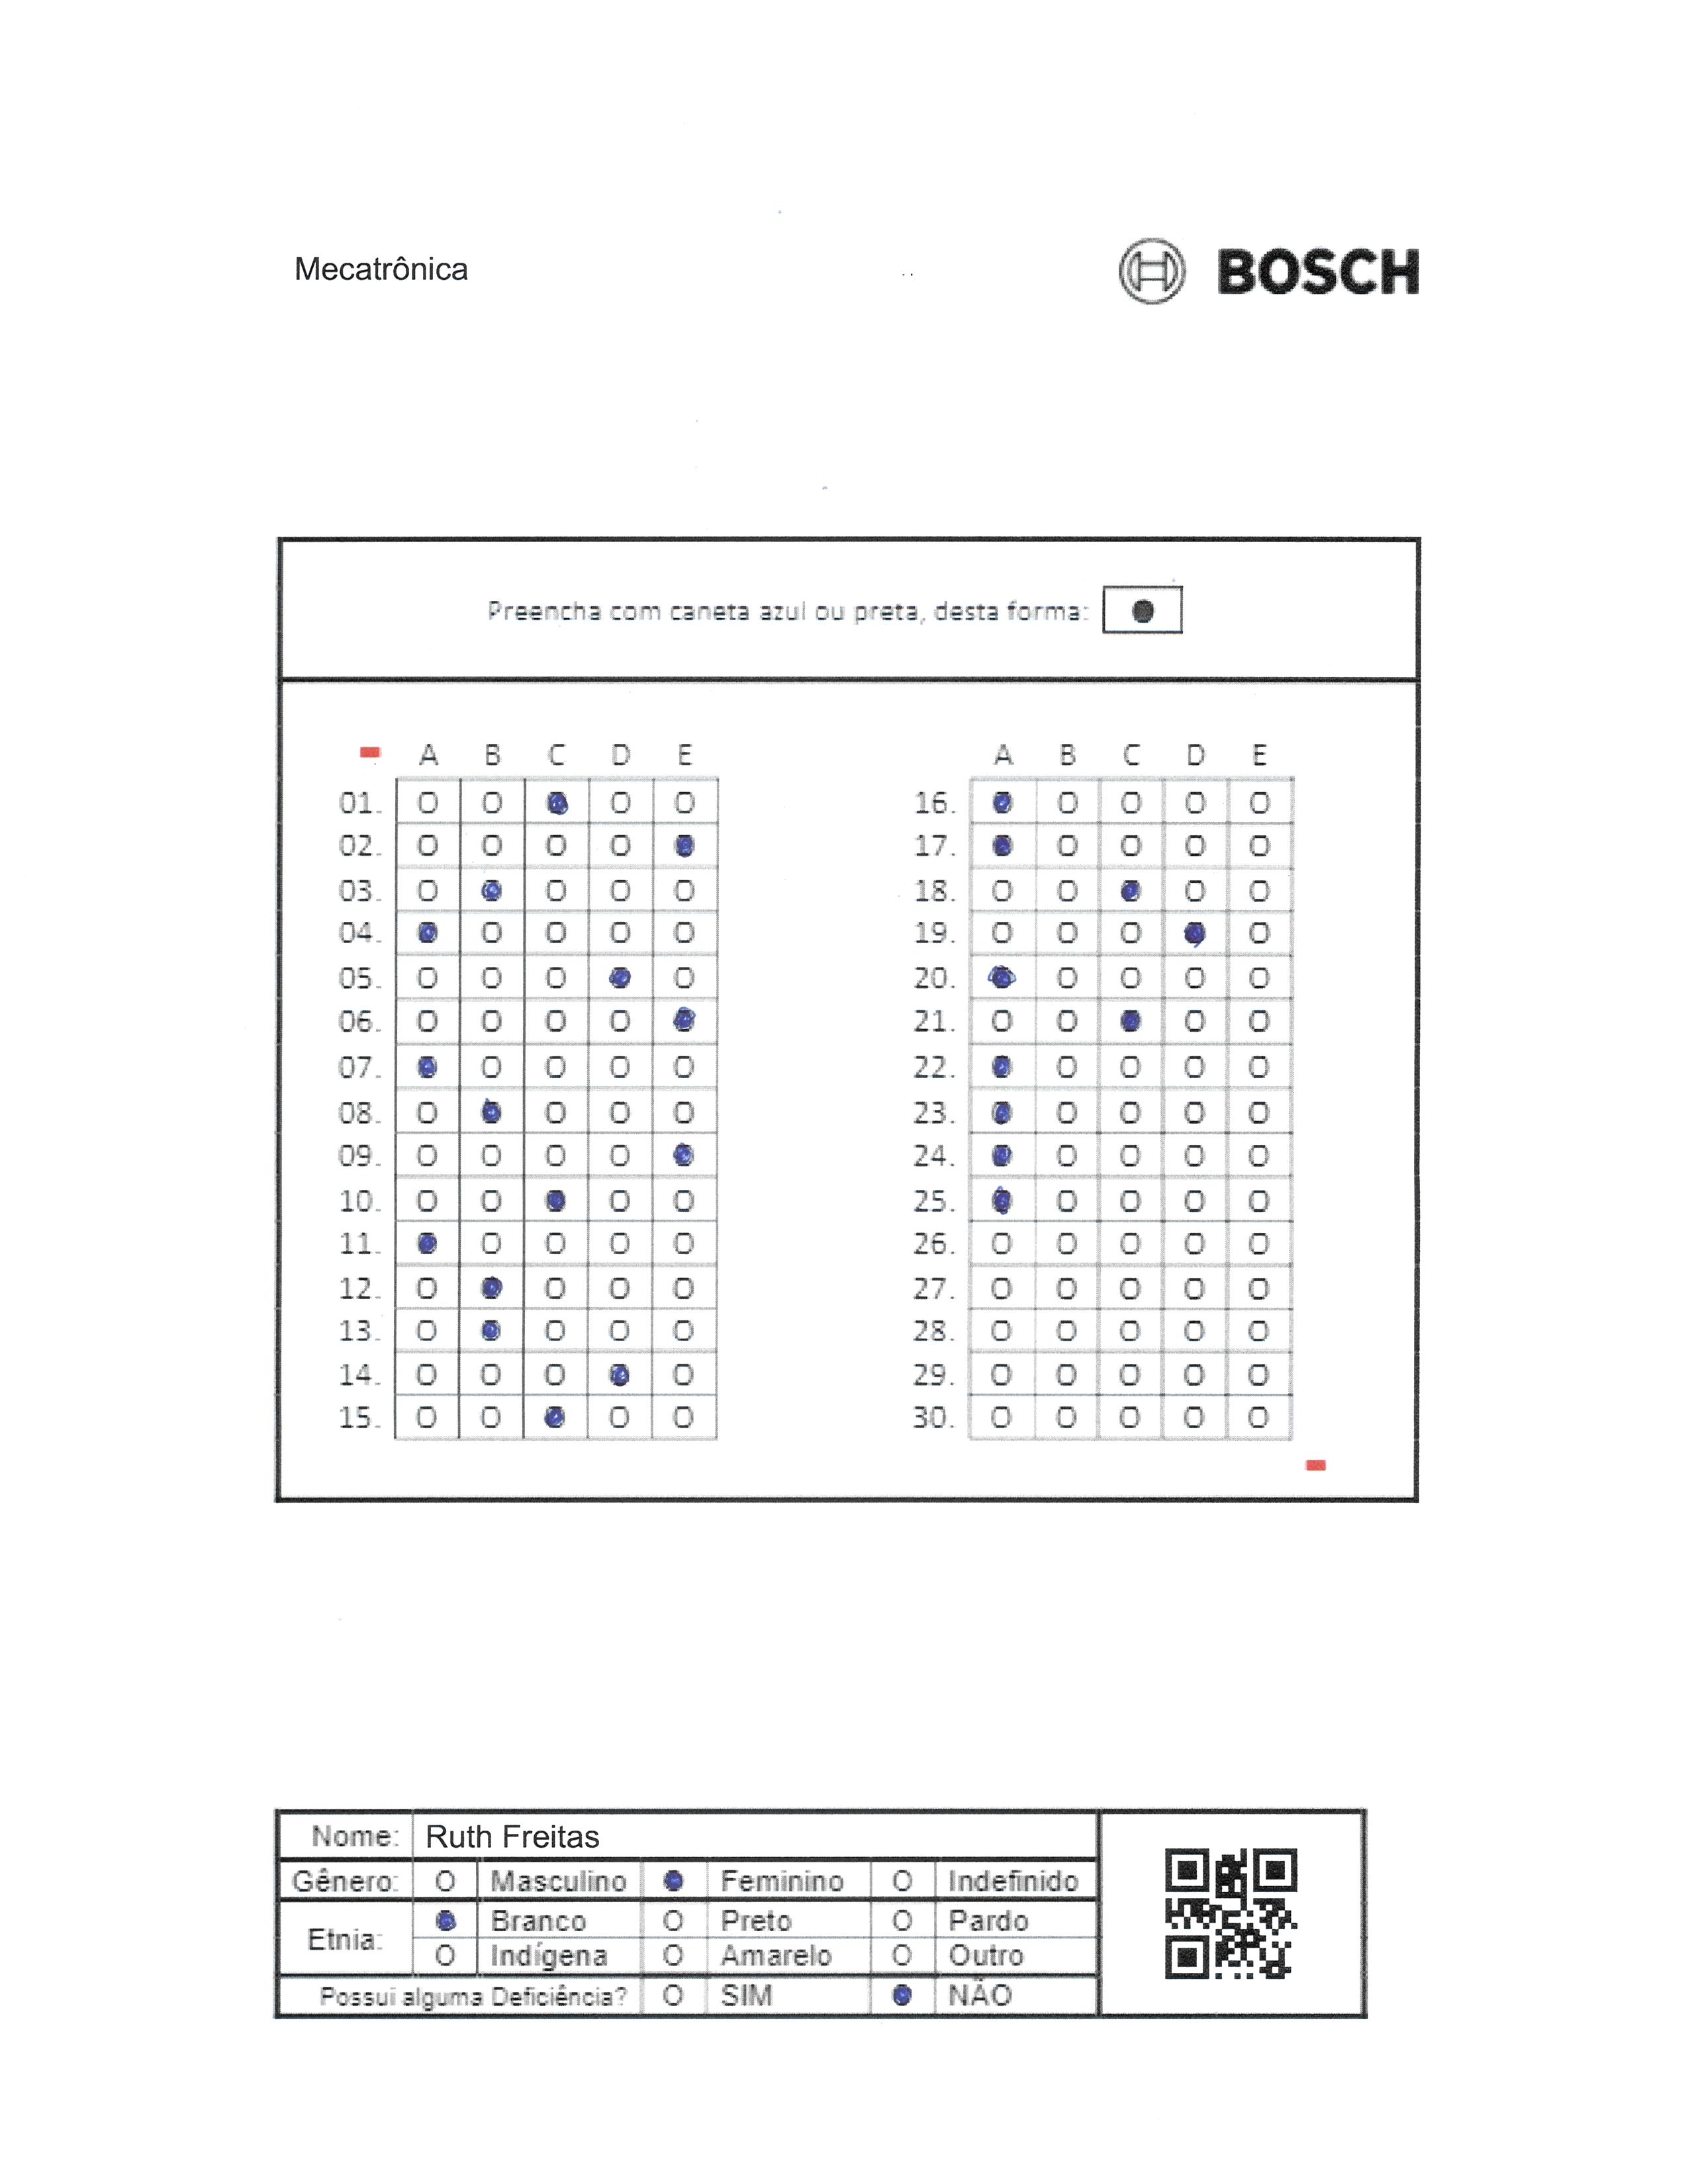 Mecatrônica
BOSCH
Preencha com caneta azul ou preta, desta forma:
A B C D E
01. O O O O
02. O O O O
03. O O O O
04. O O O O
05. O O O O
06. O O O O
07. O O O O
08. O O O O
09. O O O O
10. O O O O
11. O O O O
12. O O O O
13. O O O O
14. O O O O
15. O O O O
A B C D E
16. O O O O
17. O O O O
18. O O O O
19. O O O O
20. O O O O
21. O O O O
22. O O O O
23. O O O O
24. O O O O
25. O O O O
26. O O O O O
27. O O O O O
28. O O O O O
29. O O O O O
30. O O O O O
Nome: Ruth Freitas
Gênero: O Masculino Feminino O Indefinido
Etnia: Branco O Preto O Pardo
O Indígena O Amarelo O Outro
Possui alguma Deficiência? O SIM NÃO